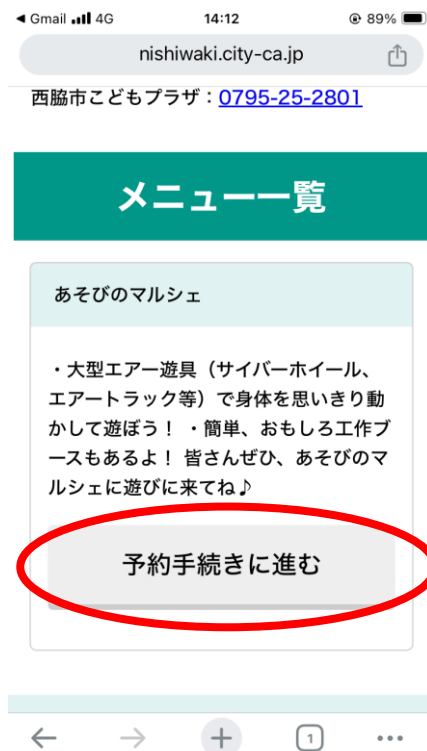 Gmail 4G 14:12 89%
nishiwaki.city-ca.jp
西脇市こどもプラザ：0795-25-2801
メニュー一覧
あそびのマルシェ
・大型エアー遊具（サイバーホイール、
エアートラック等）で身体を思いきり動
かして遊ぼう！ ・簡単、おもしろ工作ブ
ースもあるよ！ 皆さんぜひ、あそびのマ
ルシェに遊びに来てね♪
予約手続きに進む
1